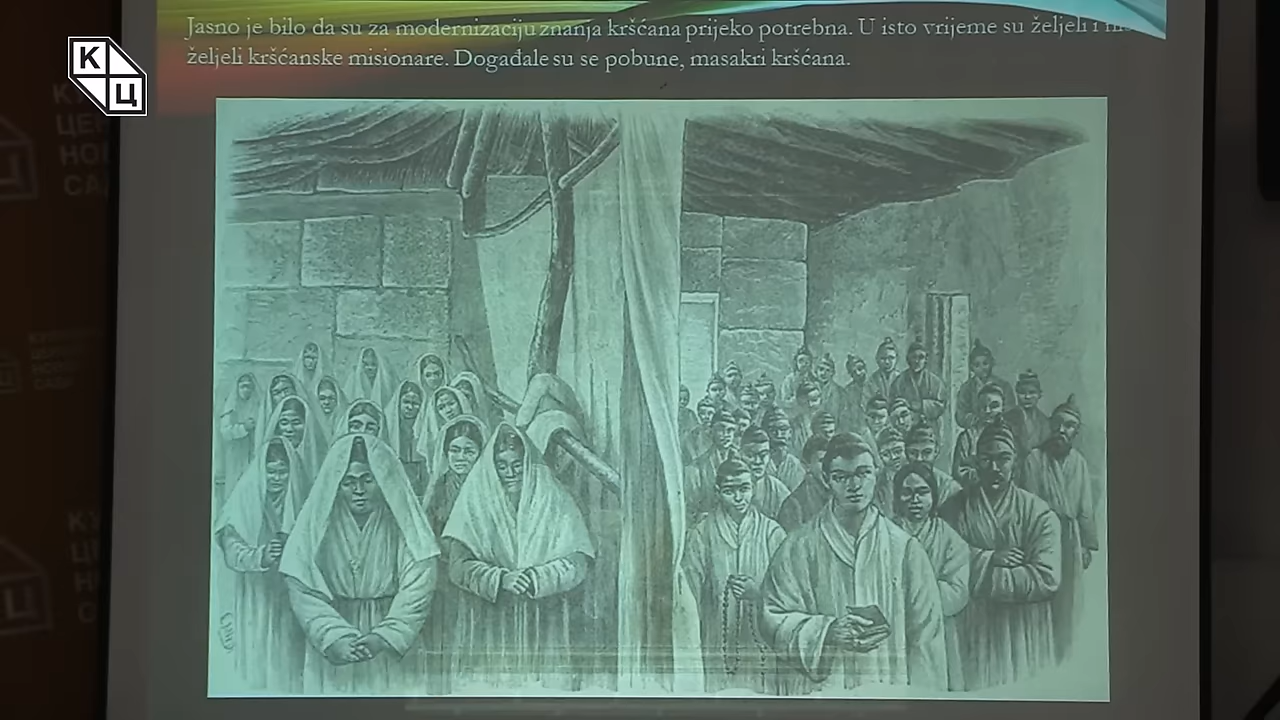 Jasno je bilo da su za modernizaciju znanja kršćana prijeko potrebna. U isto vrijeme su željeli i
željeli kršćanske misionare. Događale su se pobune, masakri kršćana.
К
Ц